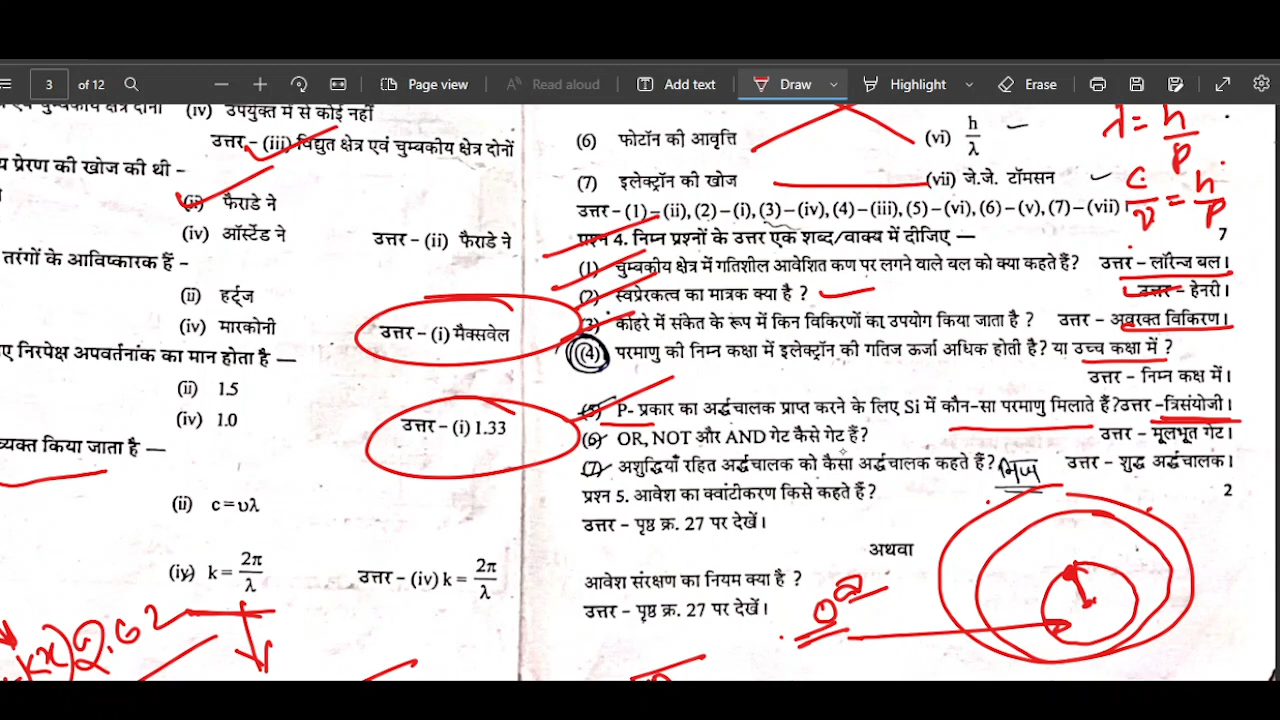 3 of 12 Page view Read aloud Add text Draw Highlight Erase
(iv) उपर्युक्त में से कोई नहीं
उत्तर – (iii) विद्युत क्षेत्र एवं चुम्बकीय क्षेत्र दोनों
प्रेरण की खोज की थी –
(ii) फैराडे ने
(iv) ऑर्स्टेड ने
उत्तर – (ii) फैराडे ने
तरंगों के आविष्कारक हैं –
(ii) हर्ट्ज
(iv) मारकोनी
उत्तर – (i) मैक्सवेल
निरपेक्ष अपवर्तनांक का मान होता है —
(ii) 1.5
(iv) 1.0
उत्तर – (i) 1.33
व्यक्त किया जाता है —
(ii) c=υλ
(iv) k = 2π/λ
उत्तर – (iv) k = 2π/λ
(6) फोटॉन की आवृत्ति (vi) h/λ
(7) इलेक्ट्रॉन की खोज (vii) जे.जे. टॉमसन
उत्तर – (1)–(ii), (2)–(i), (3)–(iv), (4)–(iii), (5)–(vi), (6)–(v), (7)–(vii)
λ = h/p
c/ν = h/p
प्रश्न 4. निम्न प्रश्नों के उत्तर एक शब्द/वाक्य में दीजिए — 7
(1) चुम्बकीय क्षेत्र में गतिशील आवेशित कण पर लगने वाले बल को क्या कहते हैं? उत्तर – लॉरेन्ज बल।
(2) स्वप्रेरकत्व का मात्रक क्या है ? उत्तर – हेनरी।
(3) कोहरे में संकेत के रूप में किन विकिरणों का उपयोग किया जाता है ? उत्तर – अवरक्त विकिरण।
(4) परमाणु की निम्न कक्षा में इलेक्ट्रॉन की गतिज ऊर्जा अधिक होती है? या उच्च कक्षा में ?
उत्तर – निम्न कक्ष में।
(5) P- प्रकार का अर्द्धचालक प्राप्त करने के लिए Si में कौन-सा परमाणु मिलाते हैं? उत्तर – त्रिसंयोजी।
(6) OR, NOT और AND गेट कैसे गेट हैं? उत्तर – मूलभूत गेट।
(7) अशुद्धियाँ रहित अर्द्धचालक को कैसा अर्द्धचालक कहते हैं? उत्तर – शुद्ध अर्द्धचालक।
प्रश्न 5. आवेश का क्वांटीकरण किसे कहते हैं? 2
उत्तर – पृष्ठ क्र. 27 पर देखें।
अथवा
आवेश संरक्षण का नियम क्या है ?
उत्तर – पृष्ठ क्र. 27 पर देखें।